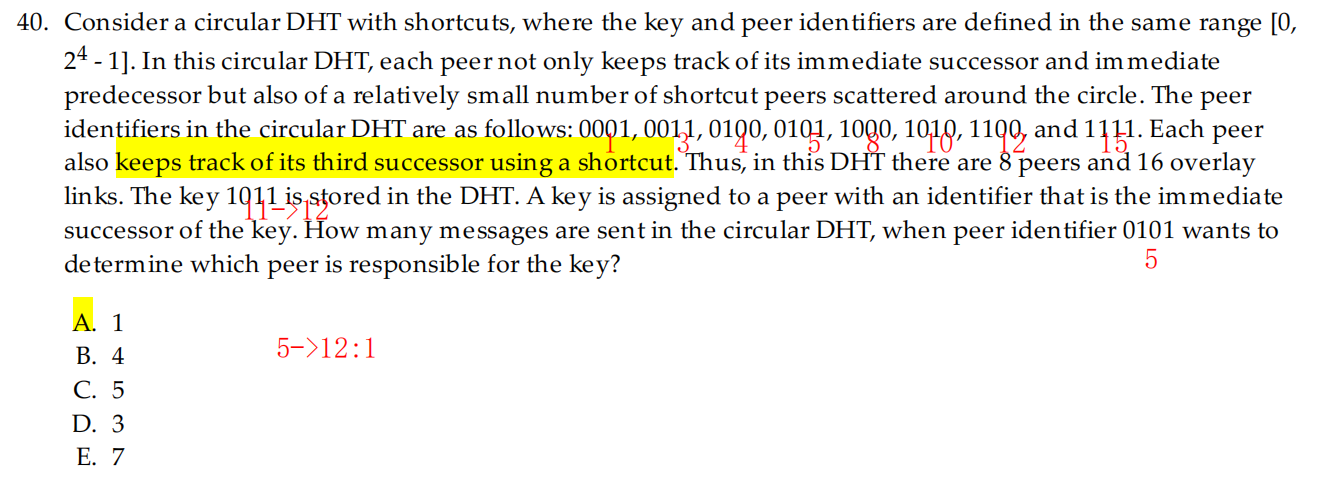 40. Consider a circular DHT with shortcuts, where the key and peer identifiers are defined in the same range [0,
2⁴ - 1]. In this circular DHT, each peer not only keeps track of its immediate successor and immediate
predecessor but also of a relatively small number of shortcut peers scattered around the circle. The peer
identifiers in the circular DHT are as follows: 0001, 0011, 0100, 0101, 1000, 1010, 1100, and 1111. Each peer
1 3 4 5 8 10 12 15
also keeps track of its third successor using a shortcut. Thus, in this DHT there are 8 peers and 16 overlay
links. The key 1011 is stored in the DHT. A key is assigned to a peer with an identifier that is the immediate
11->12
successor of the key. How many messages are sent in the circular DHT, when peer identifier 0101 wants to
5
determine which peer is responsible for the key?
A. 1
5->12:1
B. 4
C. 5
D. 3
E. 7